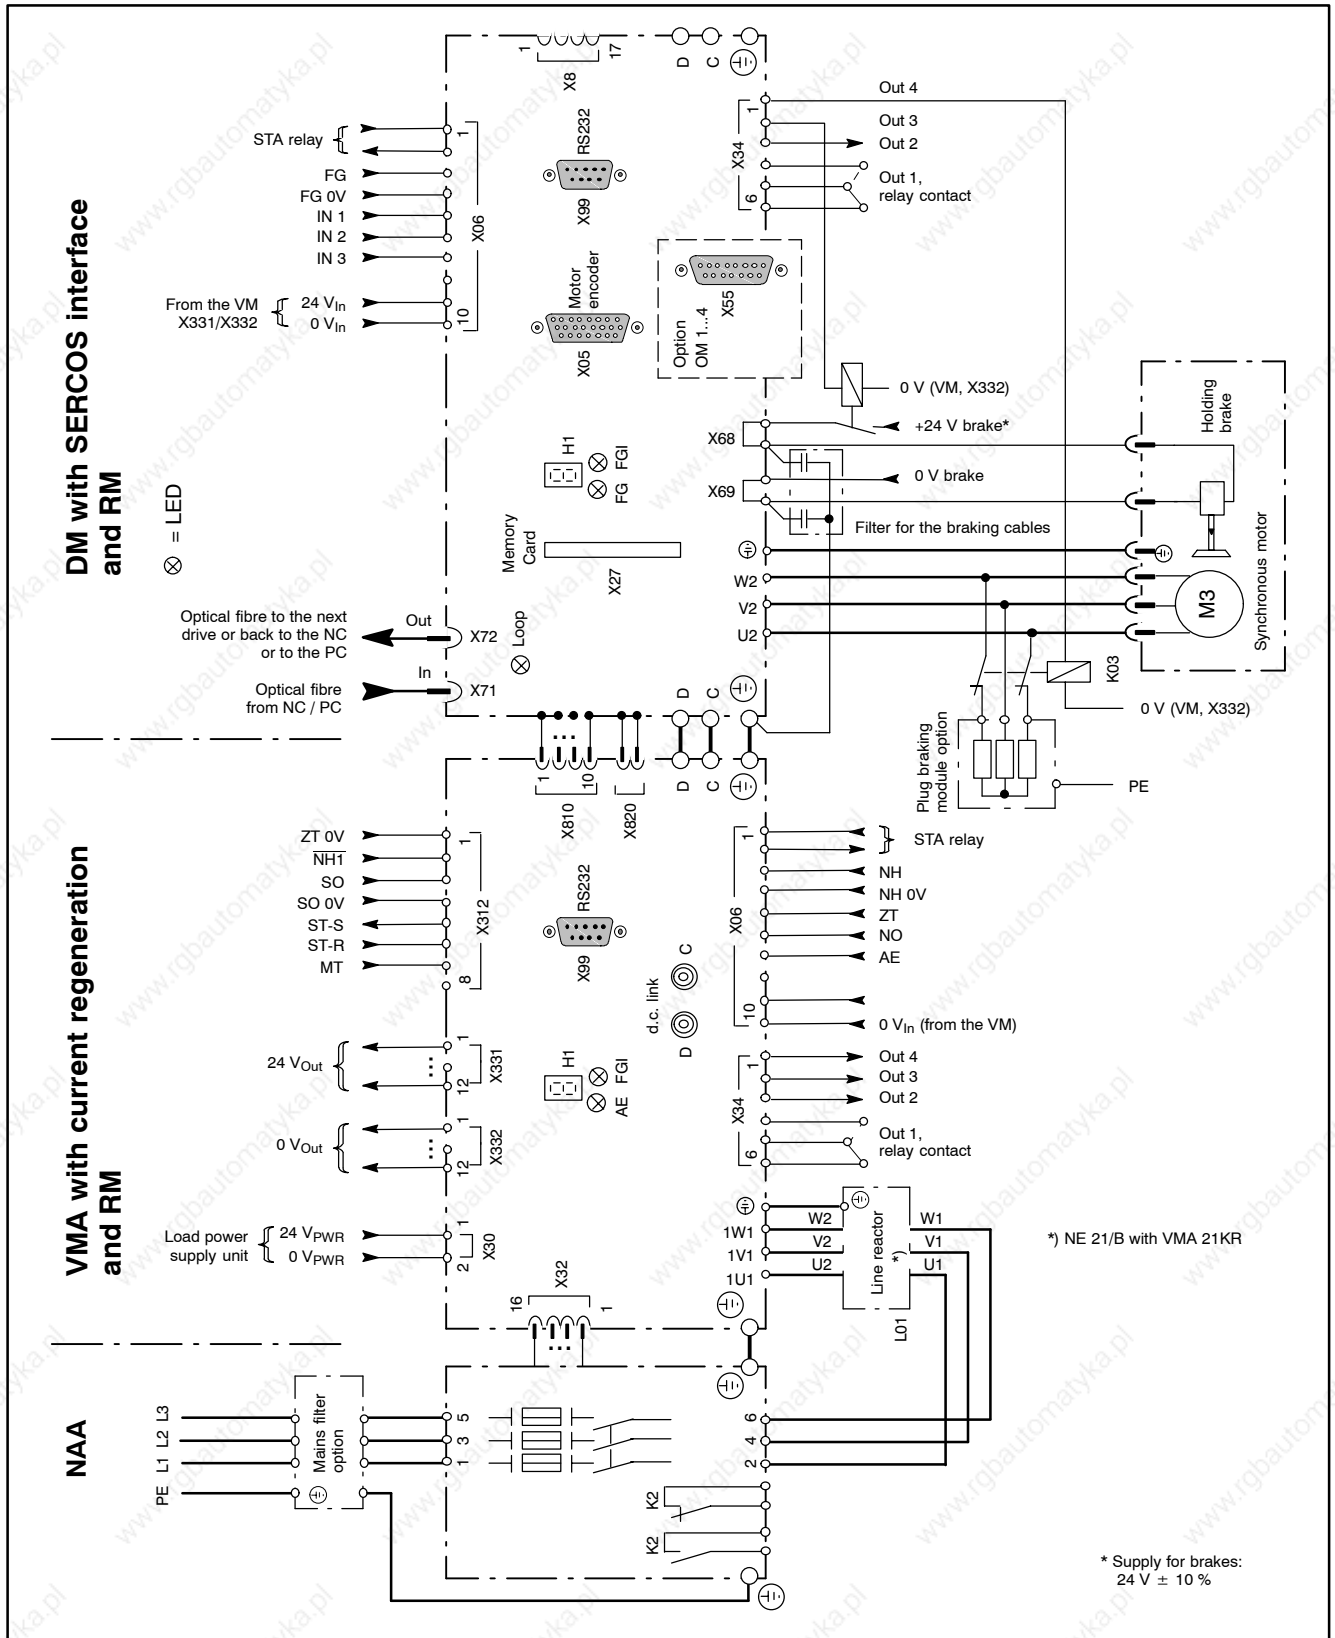 DM with SERCOS interface
and RM
= LED
STA relay
FG
FG 0V
IN 1
IN 2
IN 3
From the VM
X331/X332
24 VIn
0 VIn
1
10
X06
1
17
X8
D
C
RS232
X99
Motor
encoder
X05
Option
OM 1...4
X55
1
6
X34
Out 4
Out 3
Out 2
Out 1,
relay contact
0 V (VM, X332)
+24 V brake*
X68
X69
0 V brake
Filter for the braking cables
H1
FG
FGI
Memory
Card
X27
Loop
W2
V2
U2
Holding
brake
M3
Synchronous motor
K03
0 V (VM, X332)
Plug braking
module option
PE
Optical fibre to the next
drive or back to the NC
or to the PC
Out
X72
In
X71
Optical fibre
from NC / PC
D
C
VMA with current regeneration
and RM
1
10
X810
X820
D
C
ZT 0V
NH1
SO
SO 0V
ST-S
ST-R
MT
1
8
X312
RS232
X99
d.c. link
D
C
24 VOut
1
12
X331
0 VOut
1
12
X332
H1
AE
FGI
Load power
supply unit
24 VPWR
0 VPWR
1
2
X30
16
1
X32
1
10
X06
STA relay
NH
NH 0V
ZT
NO
AE
0 VIn (from the VM)
1
6
X34
Out 4
Out 3
Out 2
Out 1,
relay contact
1W1
1V1
1U1
W2
V2
U2
Line reactor
*)
W1
V1
U1
L01
*) NE 21/B with VMA 21KR
NAA
L3
L2
L1
PE
Mains filter
option
5
3
1
6
4
2
K2
K2
* Supply for brakes:
24 V ± 10 %
www.rgbautomatyka.pl